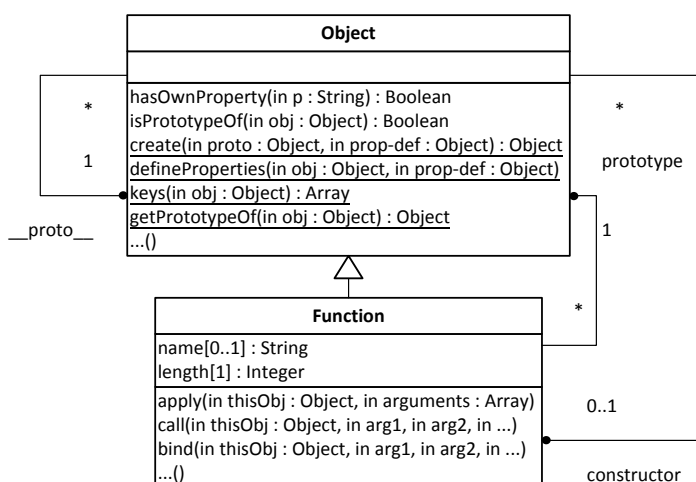 Object
hasOwnProperty(in p : String) : Boolean
isPrototypeOf(in obj : Object) : Boolean
create(in proto : Object, in prop-def : Object) : Object
defineProperties(in obj : Object, in prop-def : Object)
keys(in obj : Object) : Array
getPrototypeOf(in obj : Object) : Object
...()
*
1
__proto__
*
prototype
1
*
0..1
constructor
Function
name[0..1] : String
length[1] : Integer
apply(in thisObj : Object, in arguments : Array)
call(in thisObj : Object, in arg1, in arg2, in ...)
bind(in thisObj : Object, in arg1, in arg2, in ...)
...()